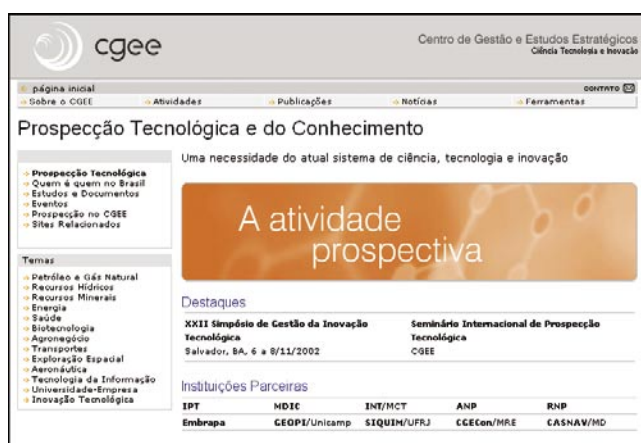 cgee
Centro de Gestão e Estudos Estratégicos
Ciência Tecnologia e Inovação
página inicial
CONTATO
Sobre o CGEE Atividades Publicações Notícias Ferramentas
Prospecção Tecnológica e do Conhecimento
Prospecção Tecnológica
Quem é quem no Brasil
Estudos e Documentos
Eventos
Prospecção no CGEE
Sites Relacionados
Temas
Petróleo e Gás Natural
Recursos Hídricos
Recursos Minerais
Energia
Saúde
Biotecnologia
Agronegócio
Transportes
Exploração Espacial
Aeronáutica
Tecnologia da Informação
Universidade-Empresa
Inovação Tecnológica
Uma necessidade do atual sistema de ciência, tecnologia e inovação
A atividade
prospectiva
Destaques
XXII Simpósio de Gestão da Inovação
Tecnológica
Salvador, BA, 6 a 8/11/2002
Seminário Internacional de Prospecção
Tecnológica
CGEE
Instituições Parceiras
IPT MDIC INT/MCT ANP RNP
Embrapa GEOPI/Unicamp SIQUIM/UFRJ CGECon/MRE CASNAV/MD